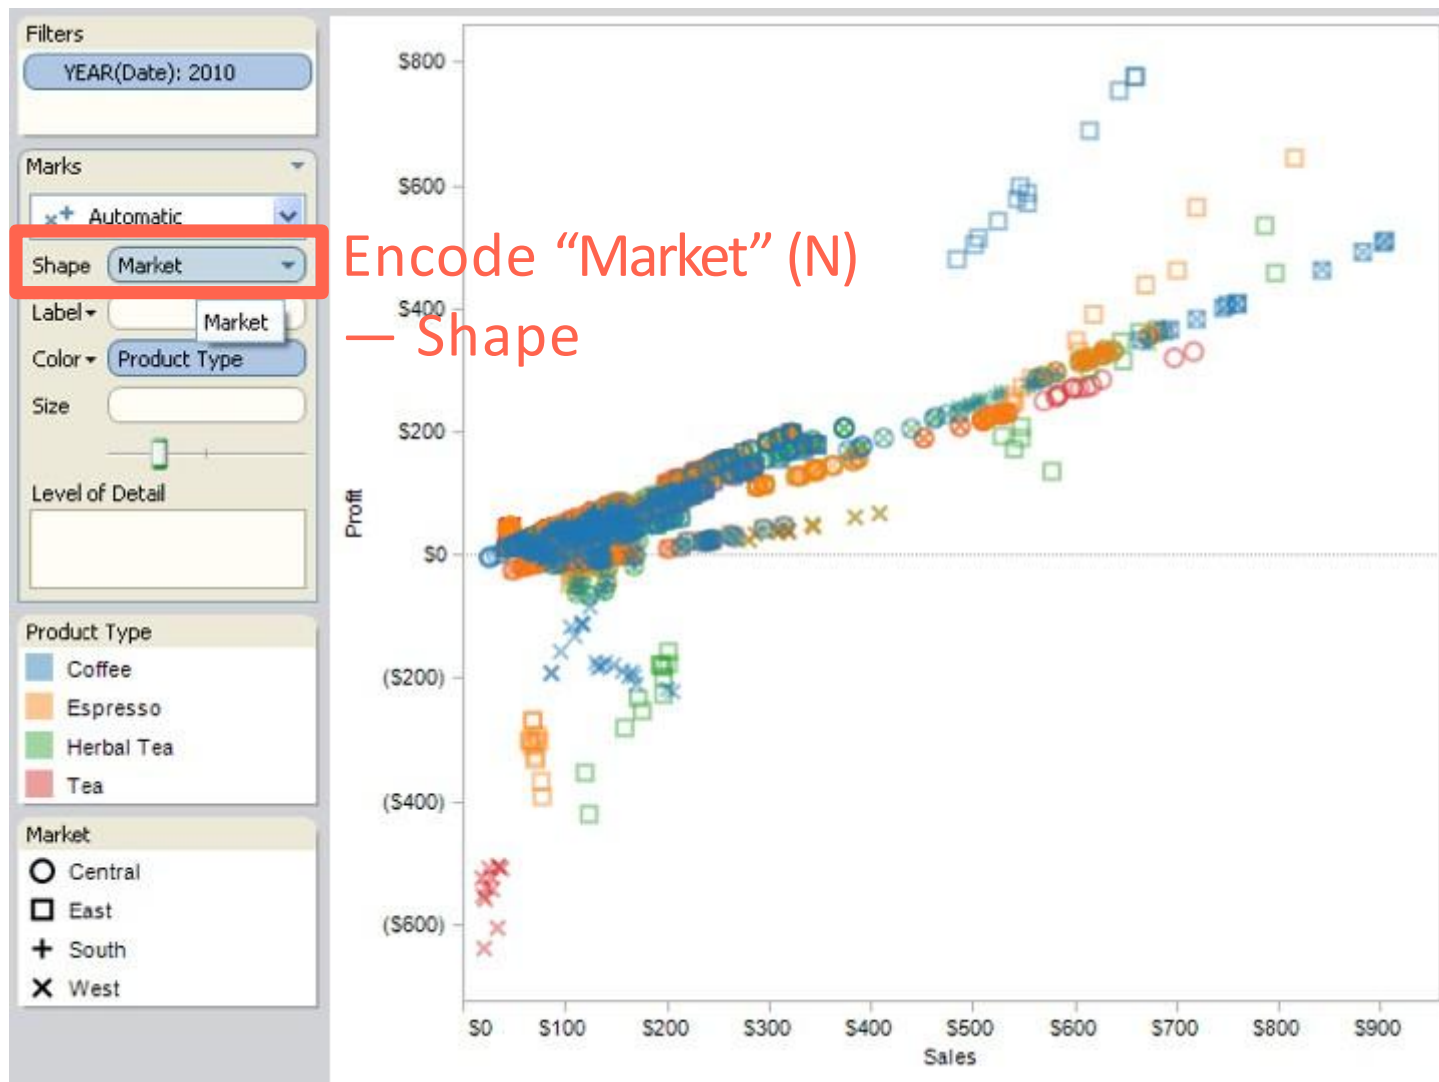 Filters
YEAR(Date): 2010
Marks
Automatic
Shape Market
Label
Market
Color Product Type
Size
Level of Detail
Product Type
Coffee
Espresso
Herbal Tea
Tea
Market
Central
East
South
West
Encode “Market” (N)
— Shape
Profit
$800
$600
$400
$200
$0
($200)
($400)
($600)
$0 $100 $200 $300 $400 $500 $600 $700 $800 $900
Sales